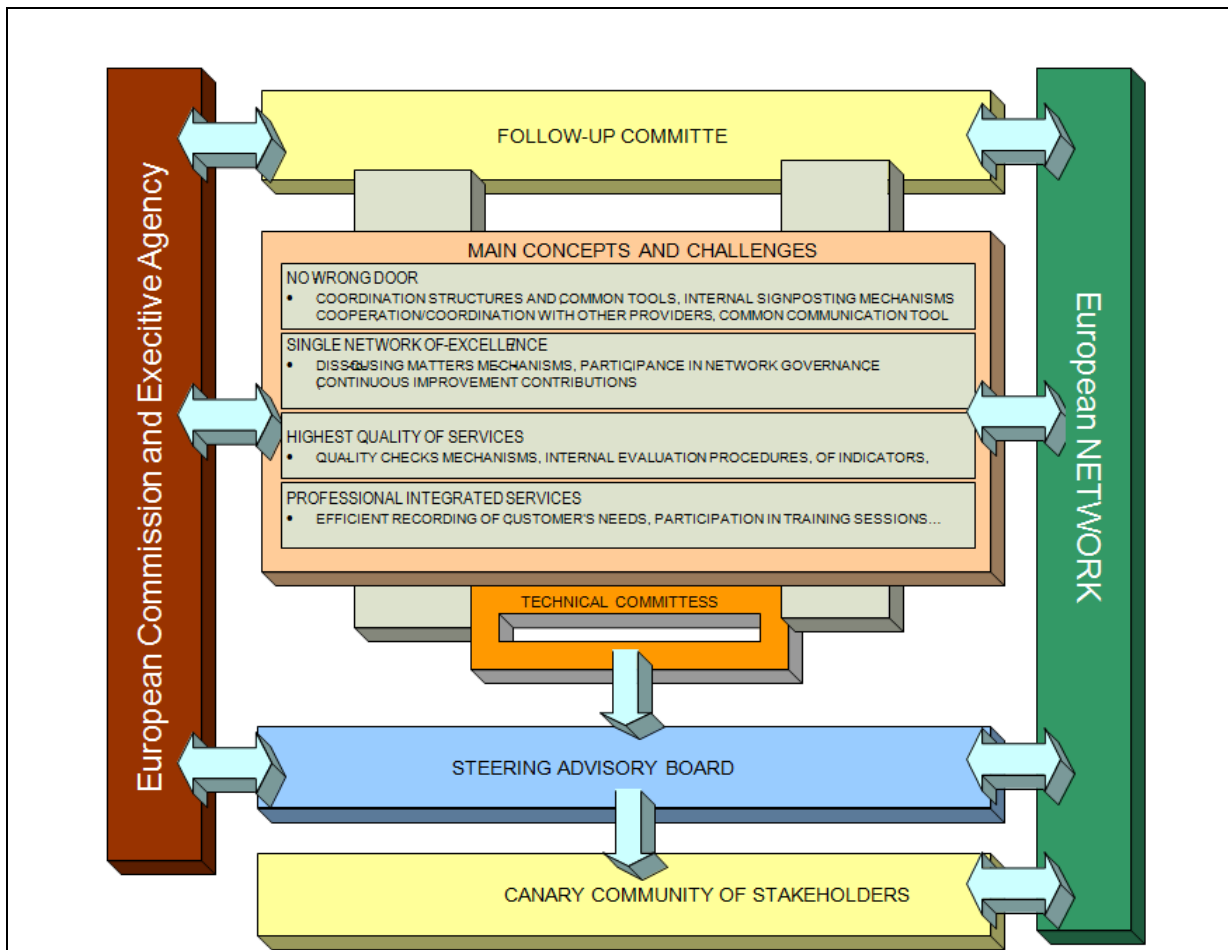 European Commission and Execitive Agency
FOLLOW-UP COMMITTE
MAIN CONCEPTS AND CHALLENGES
NO WRONG DOOR
• COORDINATION STRUCTURES AND COMMON TOOLS, INTERNAL SIGNPOSTING MECHANISMS
COOPERATION/COORDINATION WITH OTHER PROVIDERS, COMMON COMMUNICATION TOOL
SINGLE NETWORK OF-EXCELLENCE
• MATTERS MECHANISMS, PARTICIPANCE IN NETWORK GOVERNANCE
CONTINUOUS IMPROVEMENT CONTRIBUTIONS
HIGHEST QUALITY OF SERVICES
• QUALITY CHECKS MECHANISMS, INTERNAL EVALUATION PROCEDURES, OF INDICATORS,
PROFESSIONAL INTEGRATED SERVICES
• EFFICIENT RECORDING OF CUSTOMER'S NEEDS, PARTICIPATION IN TRAINING SESSIONS...
TECHNICAL COMMITTESS
STEERING ADVISORY BOARD
CANARY COMMUNITY OF STAKEHOLDERS
European NETWORK